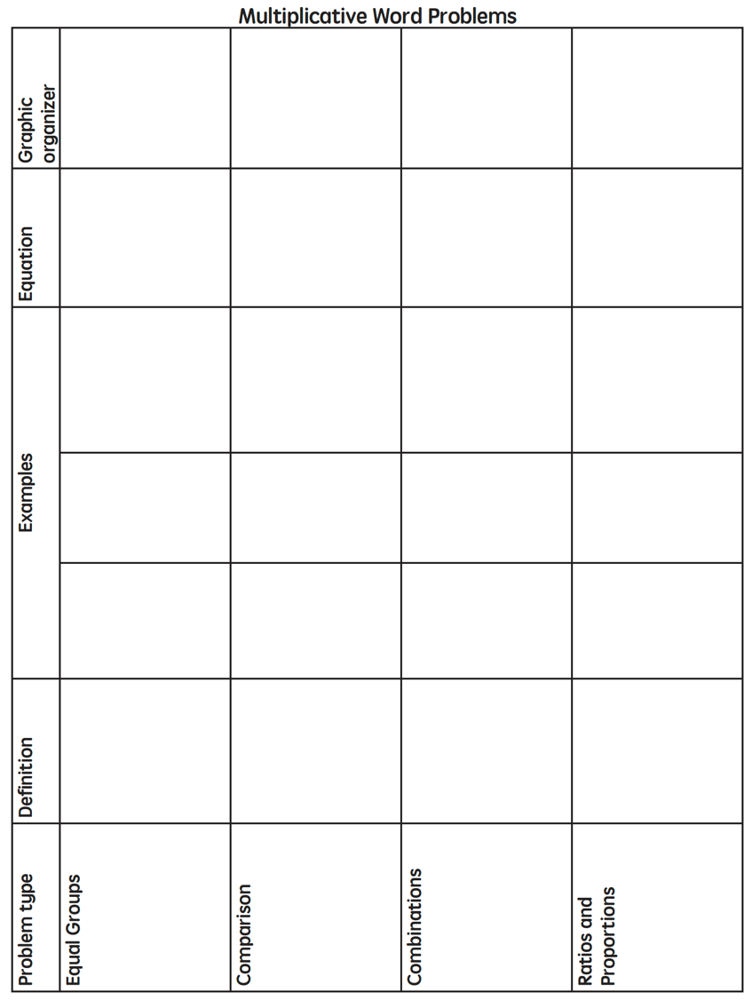 Multiplicative Word Problems
Problem type
Definition
Examples
Equation
Graphic
organizer
Equal Groups
Comparison
Combinations
Ratios and
Proportions